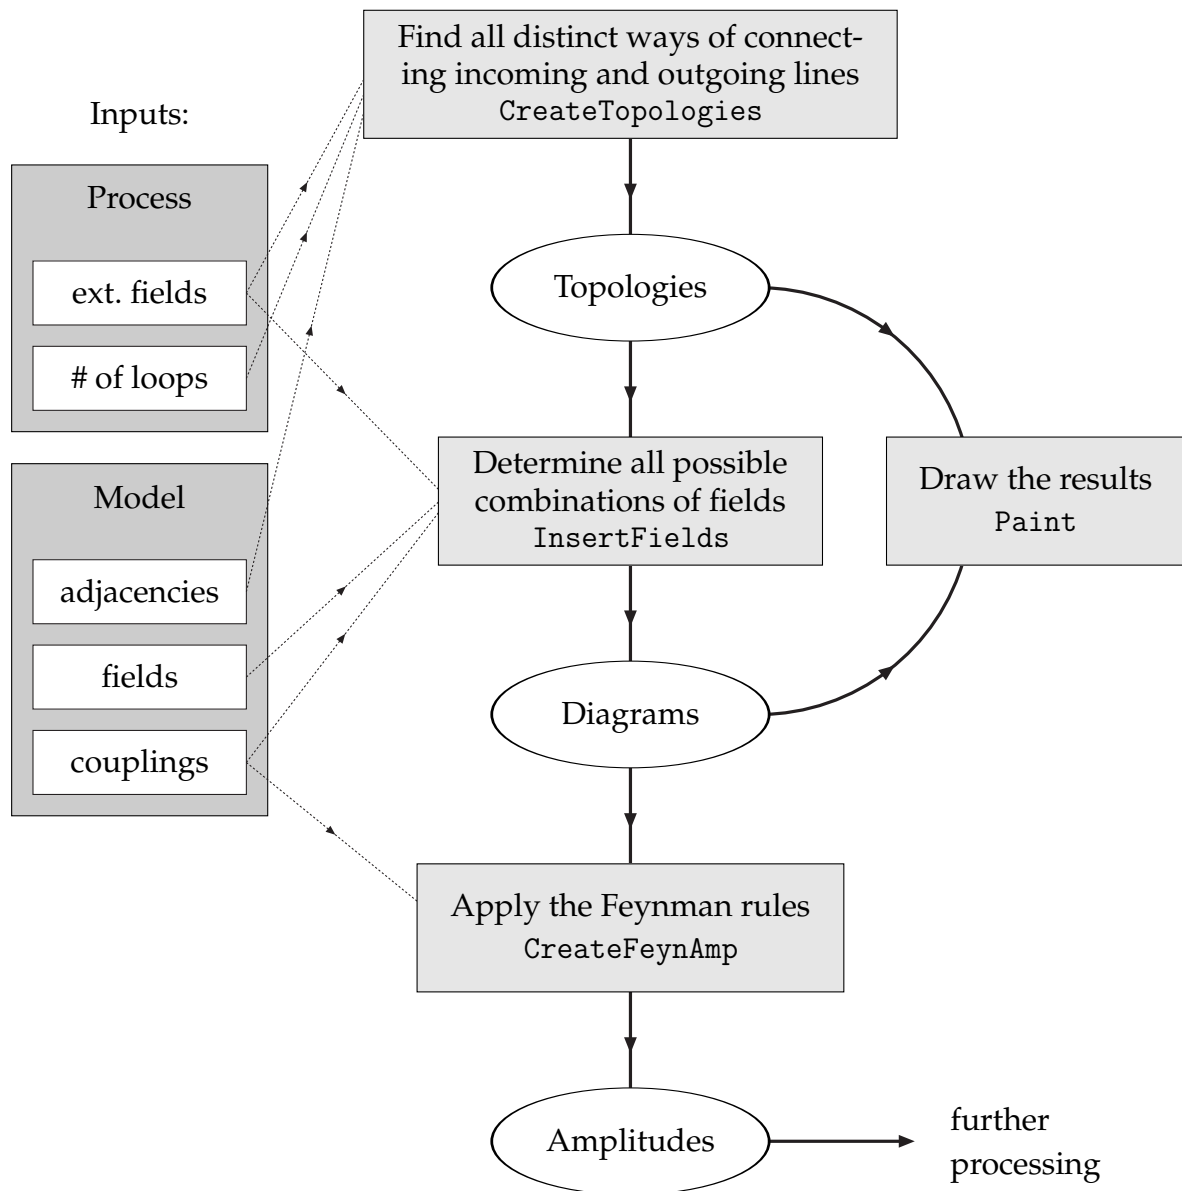 Find all distinct ways of connect-
ing incoming and outgoing lines
CreateTopologies
Inputs:
Process
ext. fields
# of loops
Topologies
Model
adjacencies
fields
couplings
Determine all possible
combinations of fields
InsertFields
Draw the results
Paint
Diagrams
Apply the Feynman rules
CreateFeynAmp
Amplitudes
further
processing